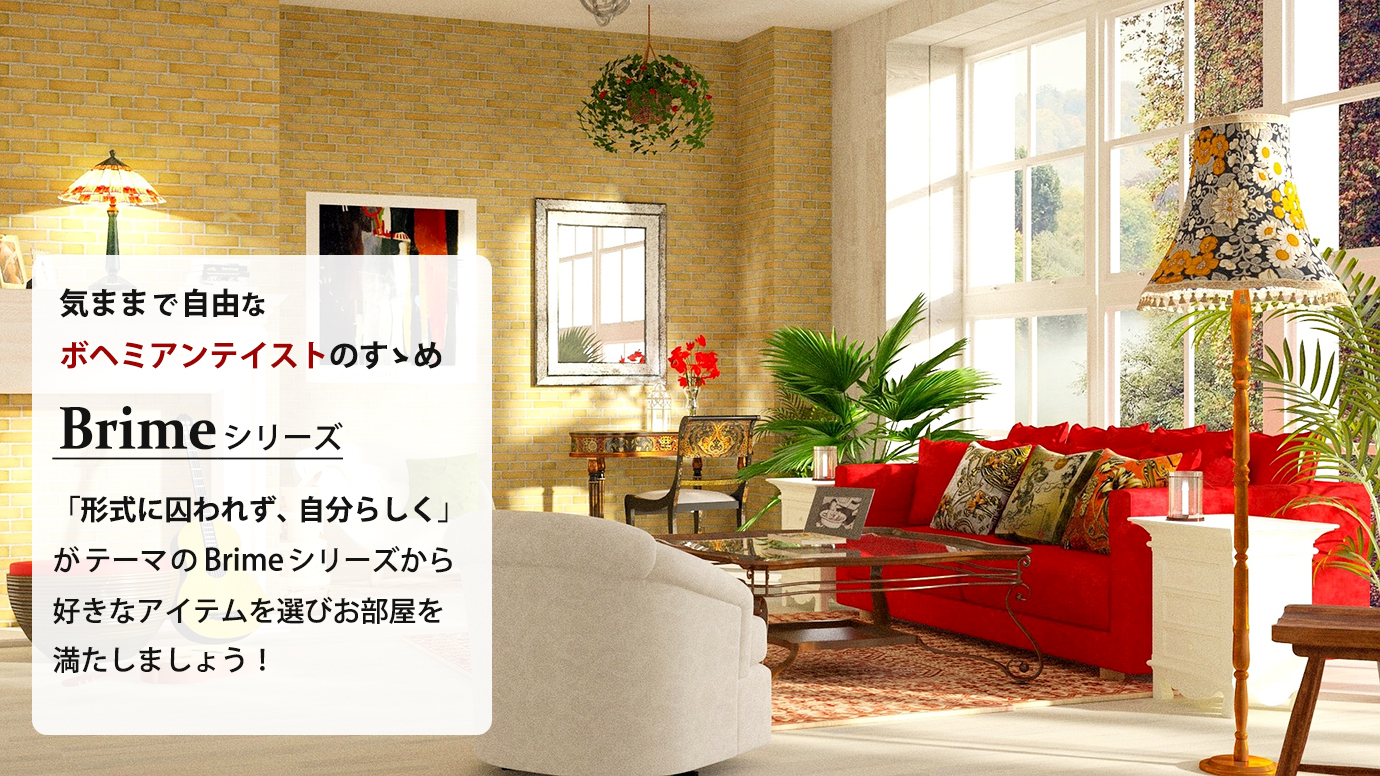 気ままで自由な
ボヘミアンテイストのすゝめ
Brimeシリーズ
「形式に囚われず、自分らしく」
がテーマのBrimeシリーズから
好きなアイテムを選びお部屋を
満たしましょう！